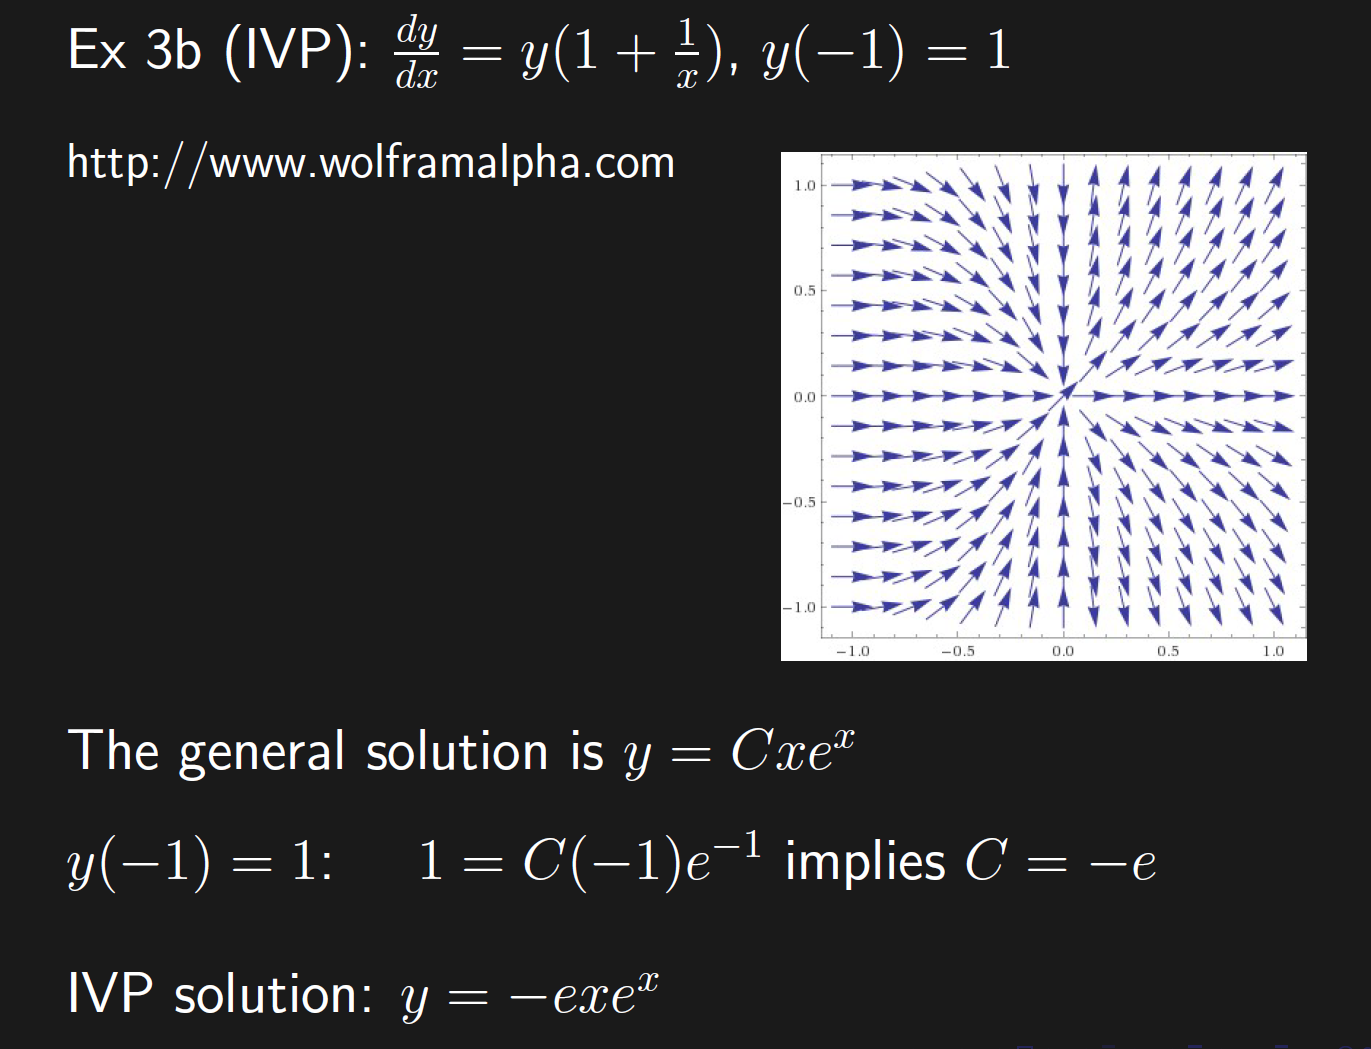 Ex 3b (IVP): dy/dx = y(1 + 1/x), y(−1) = 1
http://www.wolframalpha.com
1.0
0.5
0.0
−0.5
−1.0
−1.0 −0.5 0.0 0.5 1.0
The general solution is y = Cxeˣ
y(−1) = 1: 1 = C(−1)e⁻¹ implies C = −e
IVP solution: y = −exeˣ